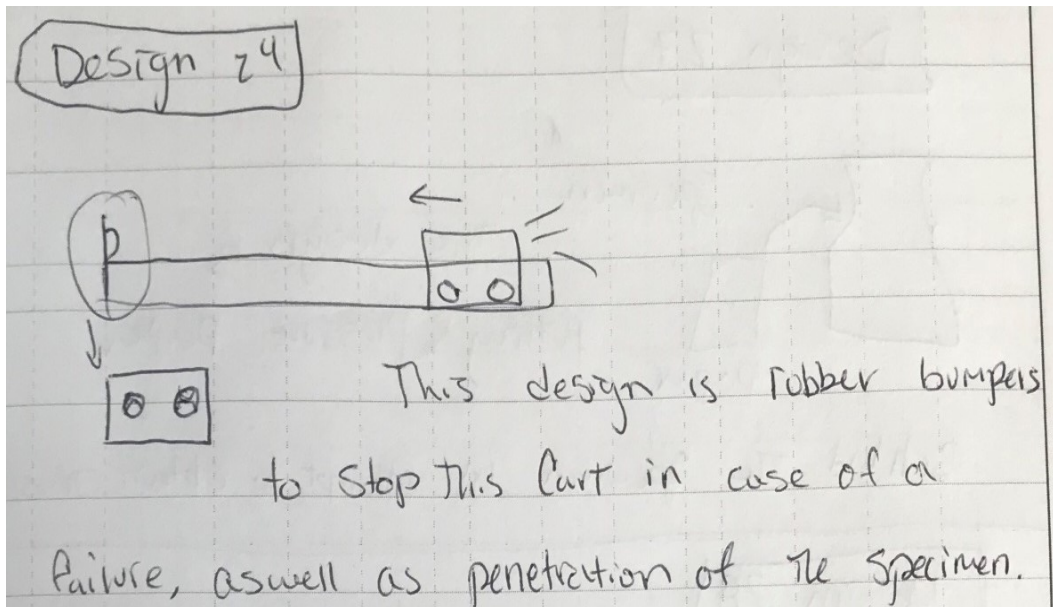 Design 24
This design is rubber bumpers
to stop this Cart in case of a
failure, aswell as penetration of the specimen.